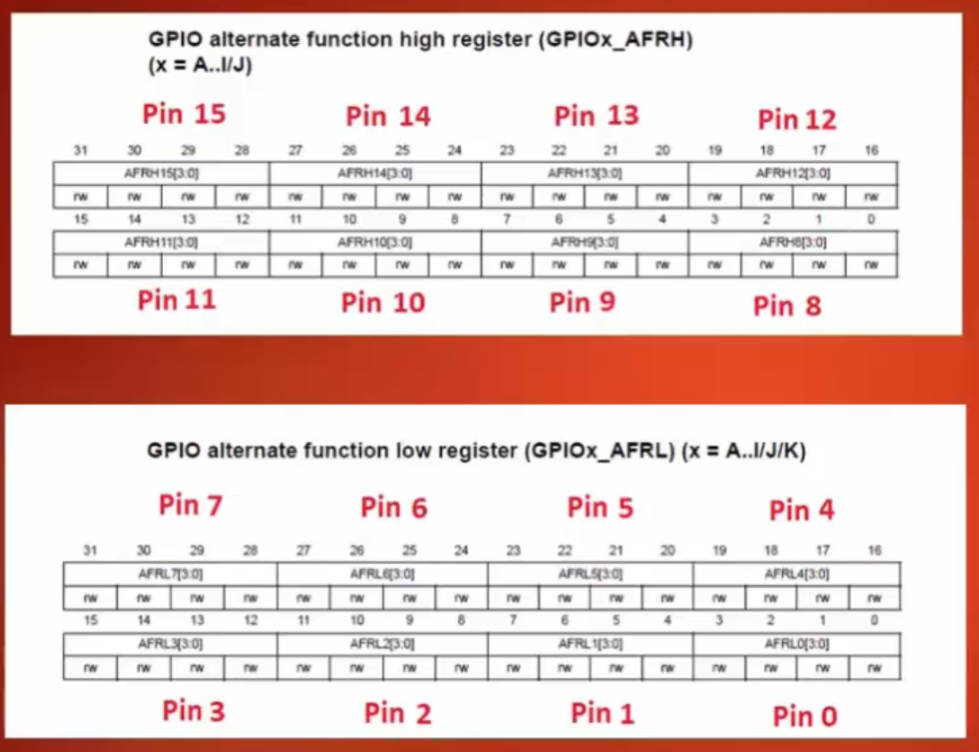 GPIO alternate function high register (GPIOx_AFRH)
(x = A..I/J)
Pin 15 Pin 14 Pin 13 Pin 12
31 30 29 28 27 26 25 24 23 22 21 20 19 18 17 16
AFRH15[3:0] AFRH14[3:0] AFRH13[3:0] AFRH12[3:0]
rw rw rw rw rw rw rw rw rw rw rw rw rw rw rw rw
15 14 13 12 11 10 9 8 7 6 5 4 3 2 1 0
AFRH11[3:0] AFRH10[3:0] AFRH9[3:0] AFRH8[3:0]
rw rw rw rw rw rw rw rw rw rw rw rw rw rw rw rw
Pin 11 Pin 10 Pin 9 Pin 8
GPIO alternate function low register (GPIOx_AFRL) (x = A..I/J/K)
Pin 7 Pin 6 Pin 5 Pin 4
31 30 29 28 27 26 25 24 23 22 21 20 19 18 17 16
AFRL7[3:0] AFRL6[3:0] AFRL5[3:0] AFRL4[3:0]
rw rw rw rw rw rw rw rw rw rw rw rw rw rw rw rw
15 14 13 12 11 10 9 8 7 6 5 4 3 2 1 0
AFRL3[3:0] AFRL2[3:0] AFRL1[3:0] AFRL0[3:0]
rw rw rw rw rw rw rw rw rw rw rw rw rw rw rw rw
Pin 3 Pin 2 Pin 1 Pin 0